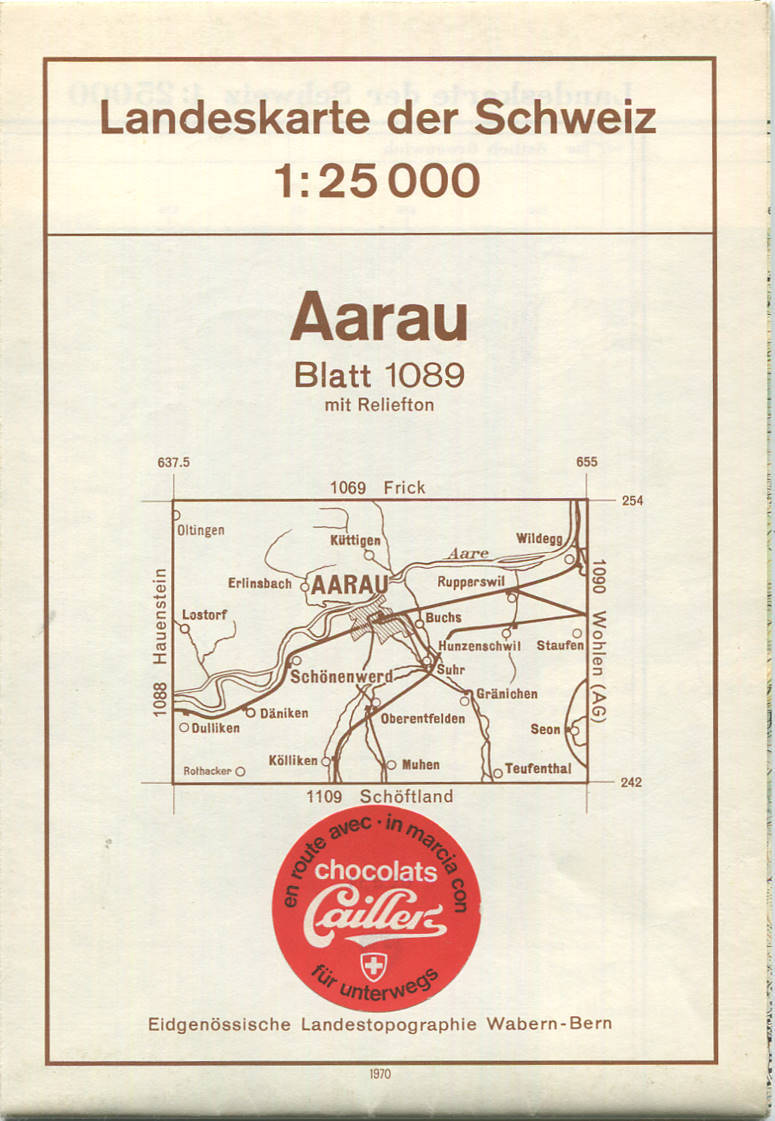 Landeskarte der Schweiz
1:25 000
Aarau
Blatt 1089
mit Reliefton
637.5
655
1069 Frick
254
Oltingen
Küttigen
Wildegg
Aare
Erlinsbach
AARAU
Rupperswil
1088 Hauenstein
1090 Wohlen (AG)
Lostorf
Buchs
Hunzenschwil
Staufen
Suhr
Schönenwerd
Gränichen
Däniken
Oberentfelden
Dulliken
Seon
Kölliken
Muhen
Teufenthal
Rothacker
242
1109 Schöftland
en route avec · in marcia con
chocolats
Cailler
für unterwegs
Eidgenössische Landestopographie Wabern-Bern
1970